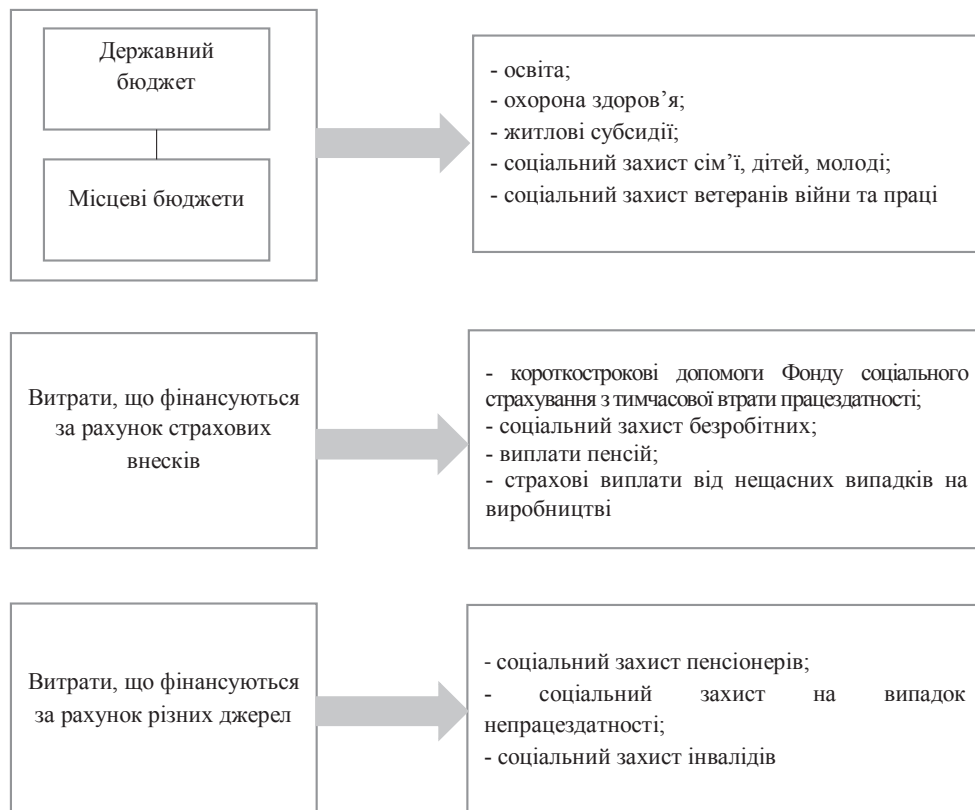 Державний
бюджет
Місцеві бюджети
- освіта;
- охорона здоров’я;
- житлові субсидії;
- соціальний захист сім’ї, дітей, молоді;
- соціальний захист ветеранів війни та праці
Витрати, що фінансуються
за рахунок страхових
внесків
- короткострокові допомоги Фонду соціального
страхування з тимчасової втрати працездатності;
- соціальний захист безробітних;
- виплати пенсій;
- страхові виплати від нещасних випадків на
виробництві
Витрати, що фінансуються
за рахунок різних джерел
- соціальний захист пенсіонерів;
- соціальний захист на випадок
непрацездатності;
- соціальний захист інвалідів